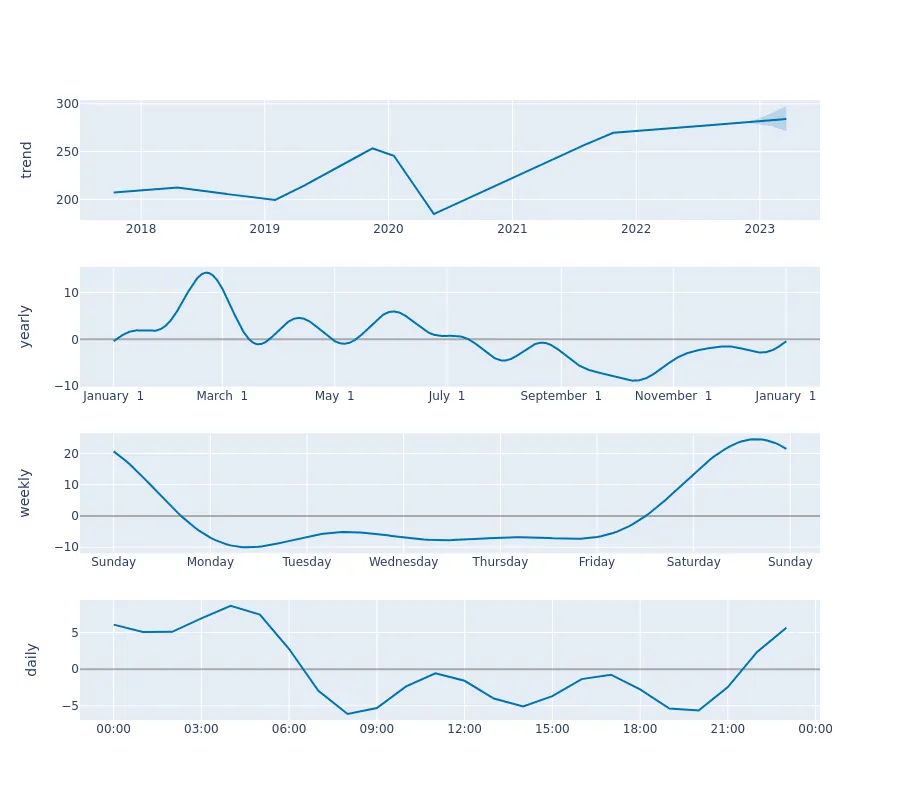 trend
300
250
200
2018 2019 2020 2021 2022 2023
yearly
10
0
−10
January 1 March 1 May 1 July 1 September 1 November 1 January 1
weekly
20
10
0
−10
Sunday Monday Tuesday Wednesday Thursday Friday Saturday Sunday
daily
5
0
−5
00:00 03:00 06:00 09:00 12:00 15:00 18:00 21:00 00:00